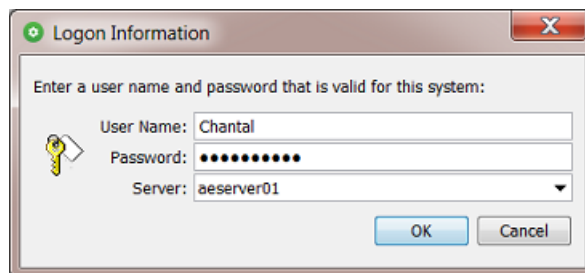 Logon Information
Enter a user name and password that is valid for this system:
User Name: Chantal
Password: ●●●●●●●●●●
Server: aeserver01
OK Cancel